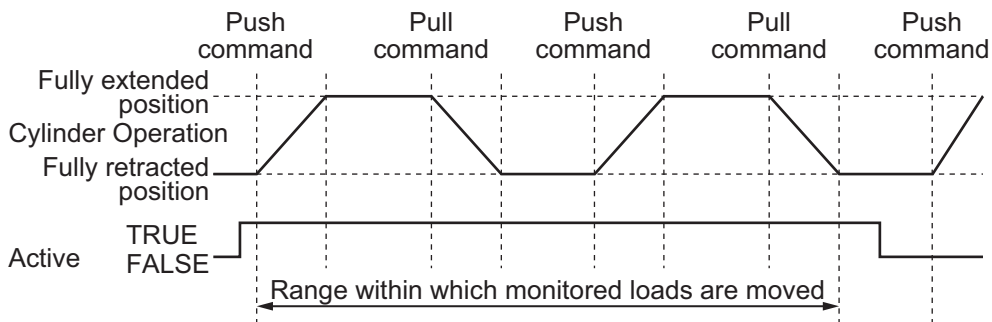 Push
command
Pull
command
Push
command
Pull
command
Push
command
Fully extended
position
Cylinder Operation
Fully retracted
position
Active
TRUE
FALSE
Range within which monitored loads are moved